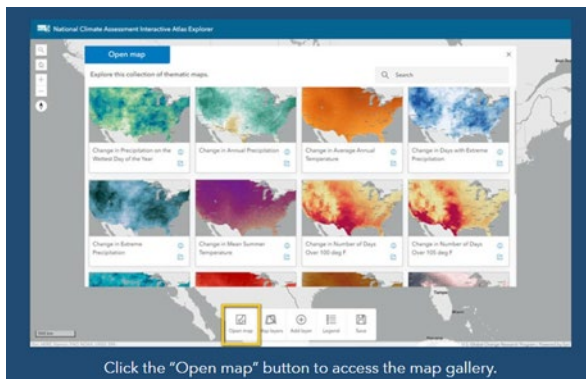 National Climate Assessment Interactive Atlas Explorer
Open map
Explore this collection of thematic maps.
Search
Change in Precipitation on the
Wettest Day of the Year
Change in Annual Precipitation
Change in Average Annual
Temperature
Change in Days with Extreme
Precipitation
Change in Extreme
Precipitation
Change in Mean Summer
Temperature
Change in Number of Days
Over 100 deg F
Change in Number of Days
Over 105 deg F
Tampa
Miami
Open map
Map layers
Add layer
Legend
Save
Havana
Click the "Open map" button to access the map gallery.